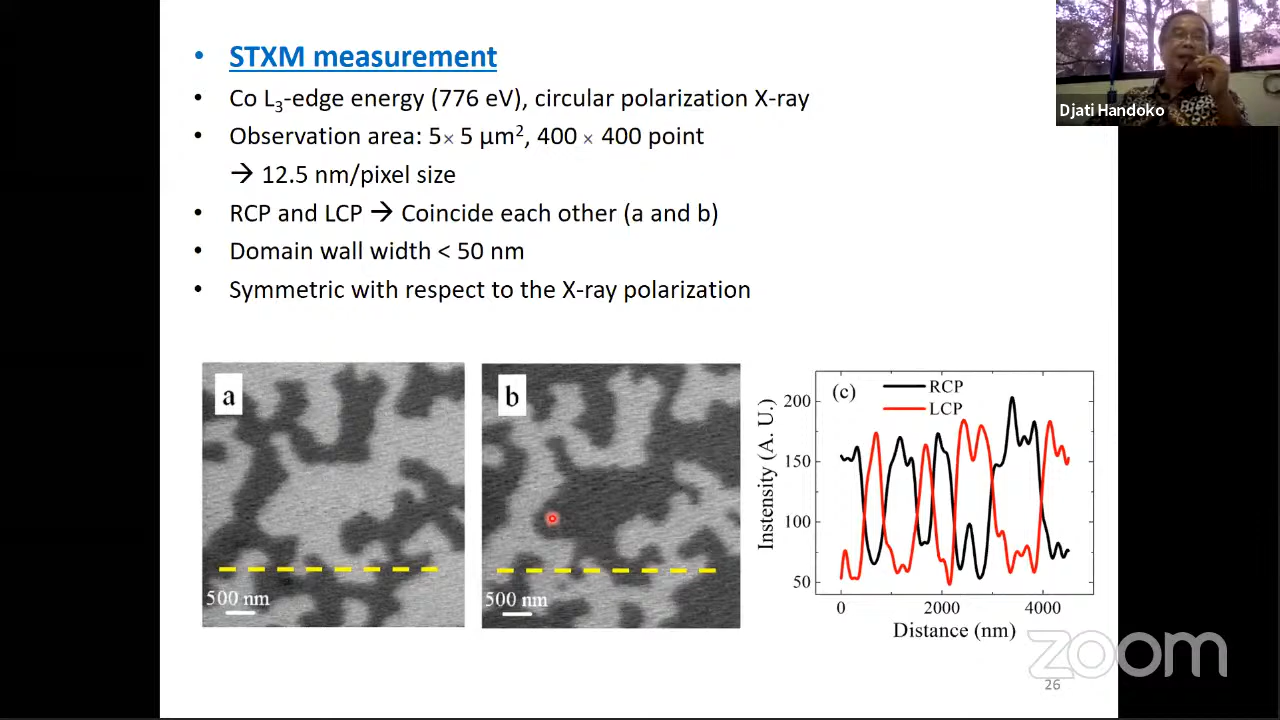 • STXM measurement
• Co L3-edge energy (776 eV), circular polarization X-ray
• Observation area: 5× 5 µm², 400 × 400 point
→ 12.5 nm/pixel size
• RCP and LCP → Coincide each other (a and b)
• Domain wall width < 50 nm
• Symmetric with respect to the X-ray polarization
Djati Handoko
a
500 nm
b
500 nm
(c)
RCP
LCP
Instensity (A. U.)
200
150
100
50
0
2000
4000
Distance (nm)
zoom
26